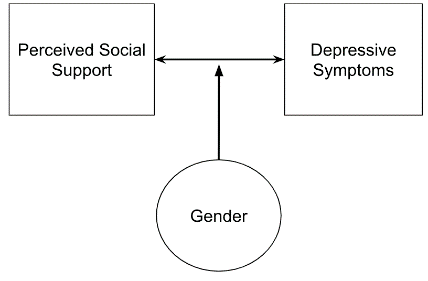 Perceived Social
Support
Depressive
Symptoms
Gender